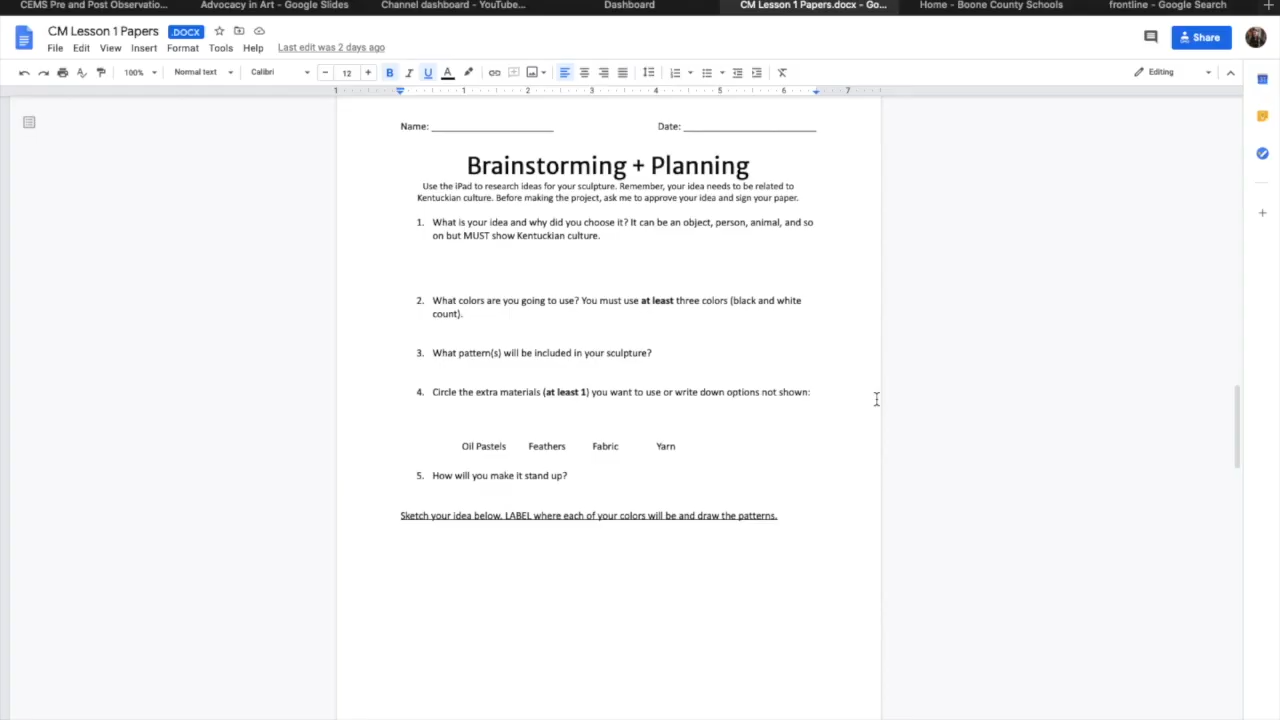 CEMS Pre and Post Observatio... Advocacy in Art - Google Slides Channel dashboard - YouTube... Dashboard CM Lesson 1 Papers.docx - Go... Home - Boone County Schools frontline - Google Search
CM Lesson 1 Papers .DOCX
Share
File Edit View Insert Format Tools Help Last edit was 2 days ago
100% Normal text Calibri 12 B I U A Editing
1 1 2 3 4 5 6 7
Name: ______________________ Date: ________________________
Brainstorming + Planning
Use the iPad to research ideas for your sculpture. Remember, your idea needs to be related to
Kentuckian culture. Before making the project, ask me to approve your idea and sign your paper.
1. What is your idea and why did you choose it? It can be an object, person, animal, and so
on but MUST show Kentuckian culture.
2. What colors are you going to use? You must use at least three colors (black and white
count).
3. What pattern(s) will be included in your sculpture?
4. Circle the extra materials (at least 1) you want to use or write down options not shown:
Oil Pastels Feathers Fabric Yarn
5. How will you make it stand up?
Sketch your idea below. LABEL where each of your colors will be and draw the patterns.